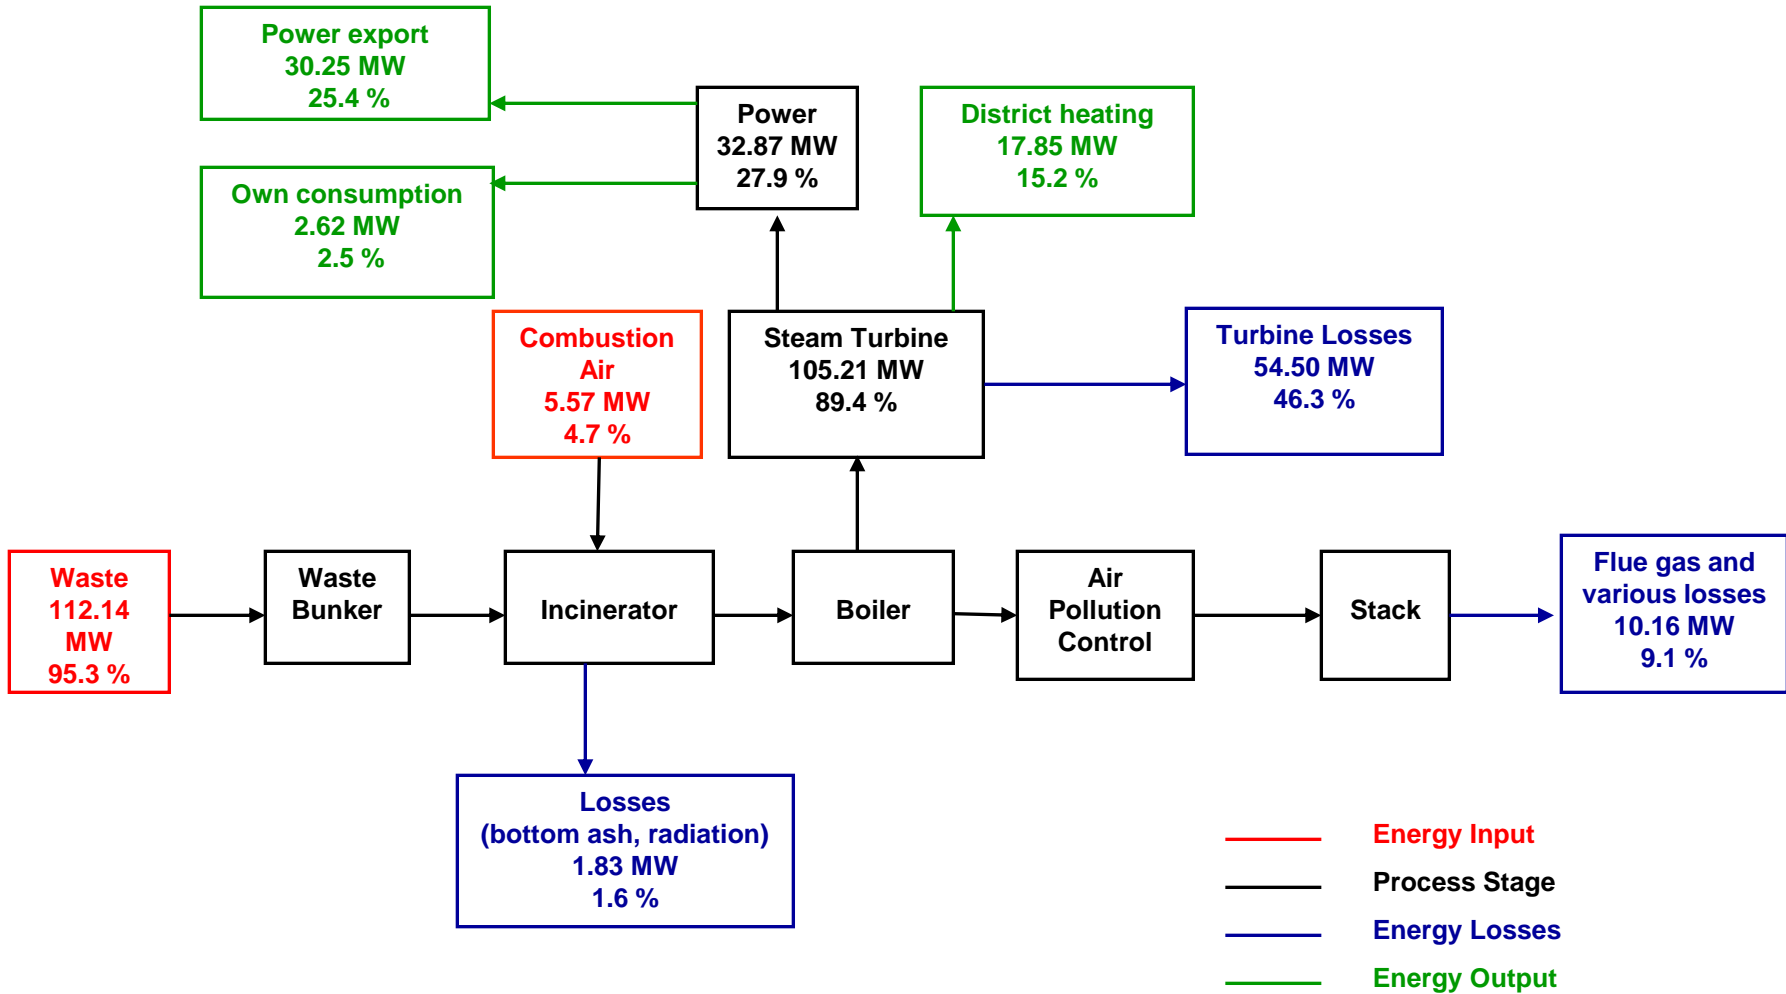 Power export
30.25 MW
25.4 %
Own consumption
2.62 MW
2.5 %
Power
32.87 MW
27.9 %
District heating
17.85 MW
15.2 %
Combustion
Air
5.57 MW
4.7 %
Steam Turbine
105.21 MW
89.4 %
Turbine Losses
54.50 MW
46.3 %
Waste
112.14
MW
95.3 %
Waste
Bunker
Incinerator
Boiler
Air
Pollution
Control
Stack
Flue gas and
various losses
10.16 MW
9.1 %
Losses
(bottom ash, radiation)
1.83 MW
1.6 %
Energy Input
Process Stage
Energy Losses
Energy Output